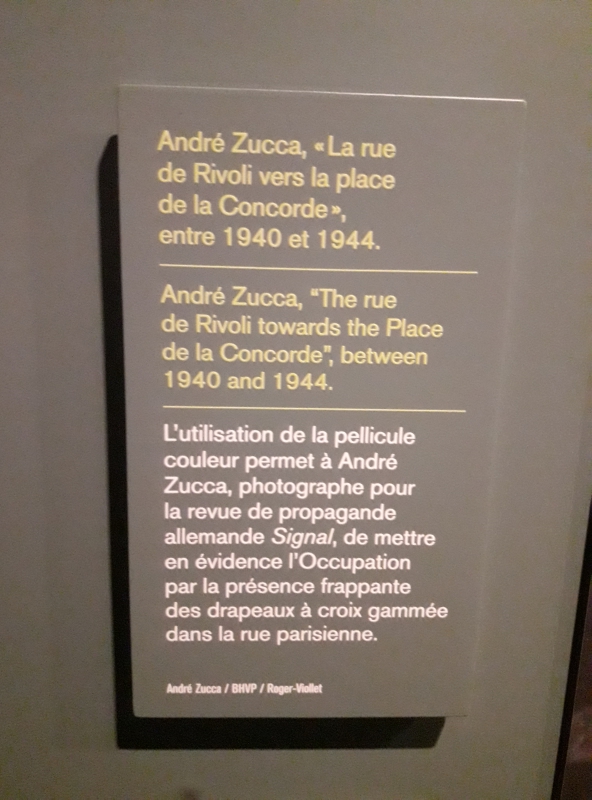 André Zucca, «La rue
de Rivoli vers la place
de la Concorde»,
entre 1940 et 1944.
André Zucca, “The rue
de Rivoli towards the Place
de la Concorde”, between
1940 and 1944.
L'utilisation de la pellicule
couleur permet à André
Zucca, photographe pour
la revue de propagande
allemande Signal, de mettre
en évidence l'Occupation
par la présence frappante
des drapeaux à croix gammée
dans la rue parisienne.
André Zucca / BHVP / Roger-Viollet